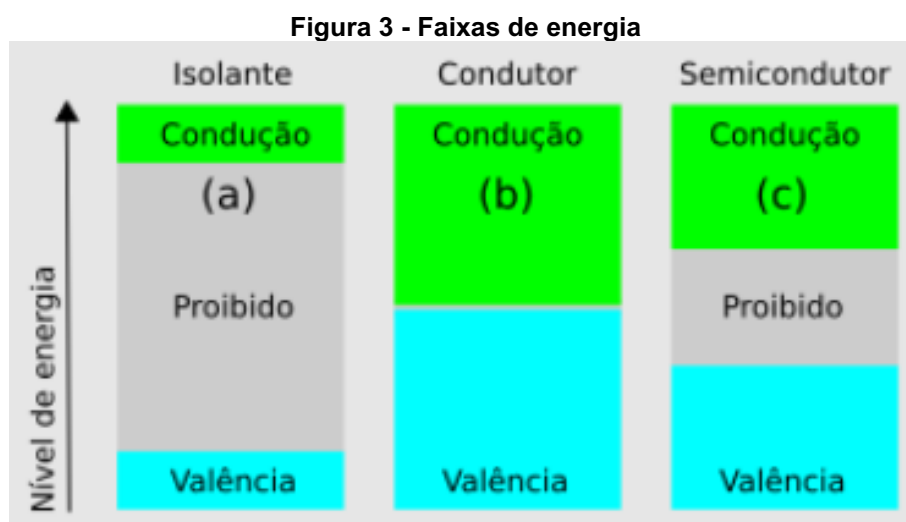 Figura 3 - Faixas de energia
Isolante
Condutor
Semicondutor
Condução
Condução
Condução
(a)
(b)
(c)
Proibido
Proibido
Valência
Valência
Valência
Nível de energia